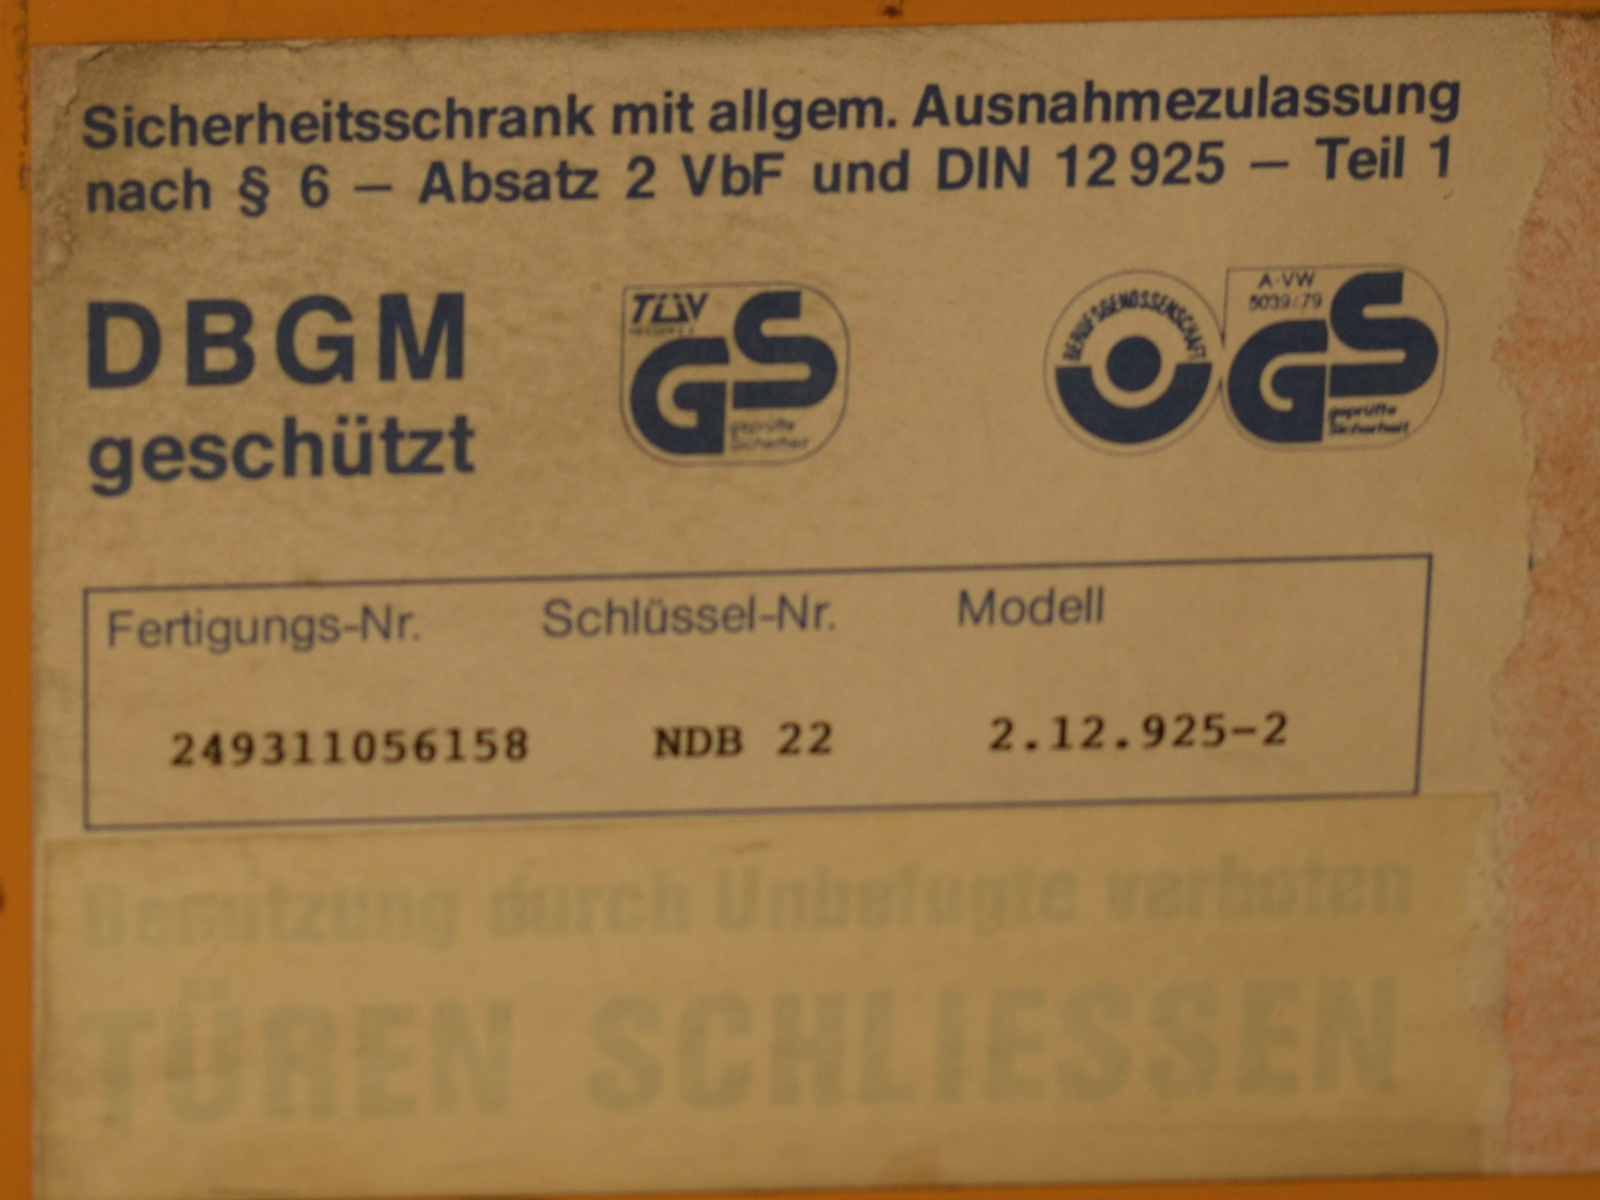 Sicherheitsschrank mit allgem. Ausnahmezulassung
nach § 6 – Absatz 2 VbF und DIN 12 925 – Teil 1
DBGM
geschützt
TÜV
GS
geprüfte
Sicherheit
BERUFSGENOSSENSCHAFT
A-VW
5039/79
GS
geprüfte
Sicherheit
Fertigungs-Nr. Schlüssel-Nr. Modell
249311056158 NDB 22 2.12.925-2
Benutzung durch Unbefugte verboten
TÜREN SCHLIESSEN